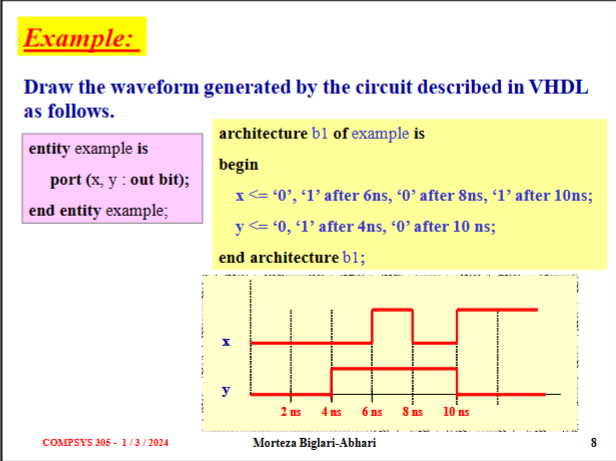 Example:
Draw the waveform generated by the circuit described in VHDL
as follows.
entity example is
port (x, y : out bit);
end entity example;
architecture b1 of example is
begin
x <= ‘0’, ‘1’ after 6ns, ‘0’ after 8ns, ‘1’ after 10ns;
y <= ‘0, ‘1’ after 4ns, ‘0’ after 10 ns;
end architecture b1;
x
y
2 ns 4 ns 6 ns 8 ns 10 ns
COMPSYS 305 - 1 / 3 / 2024 Morteza Biglari-Abhari 8